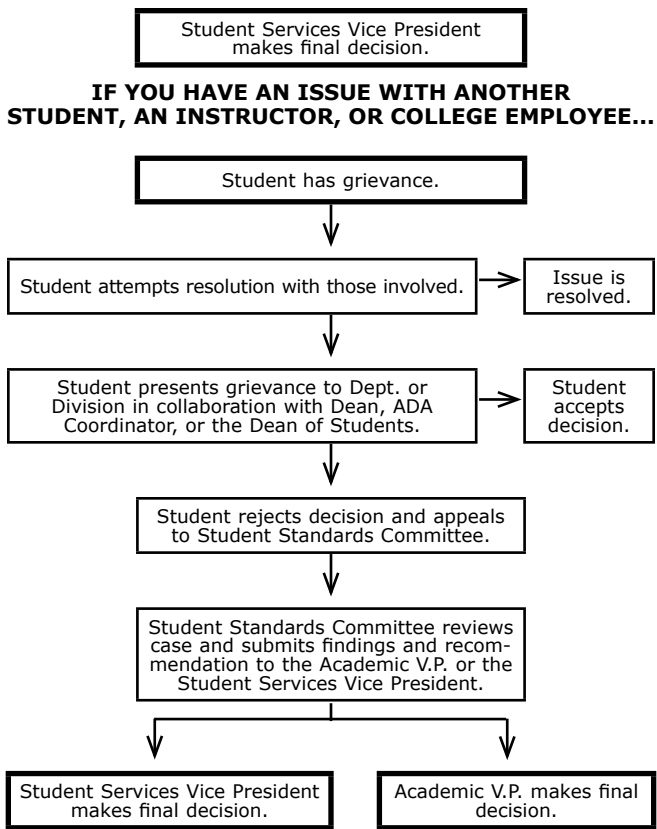 Student Services Vice President
makes final decision.
IF YOU HAVE AN ISSUE WITH ANOTHER
STUDENT, AN INSTRUCTOR, OR COLLEGE EMPLOYEE...
Student has grievance.
Student attempts resolution with those involved.
Issue is
resolved.
Student presents grievance to Dept. or
Division in collaboration with Dean, ADA
Coordinator, or the Dean of Students.
Student
accepts
decision.
Student rejects decision and appeals
to Student Standards Committee.
Student Standards Committee reviews
case and submits findings and recom-
mendation to the Academic V.P. or the
Student Services Vice President.
Student Services Vice President
makes final decision.
Academic V.P. makes final
decision.